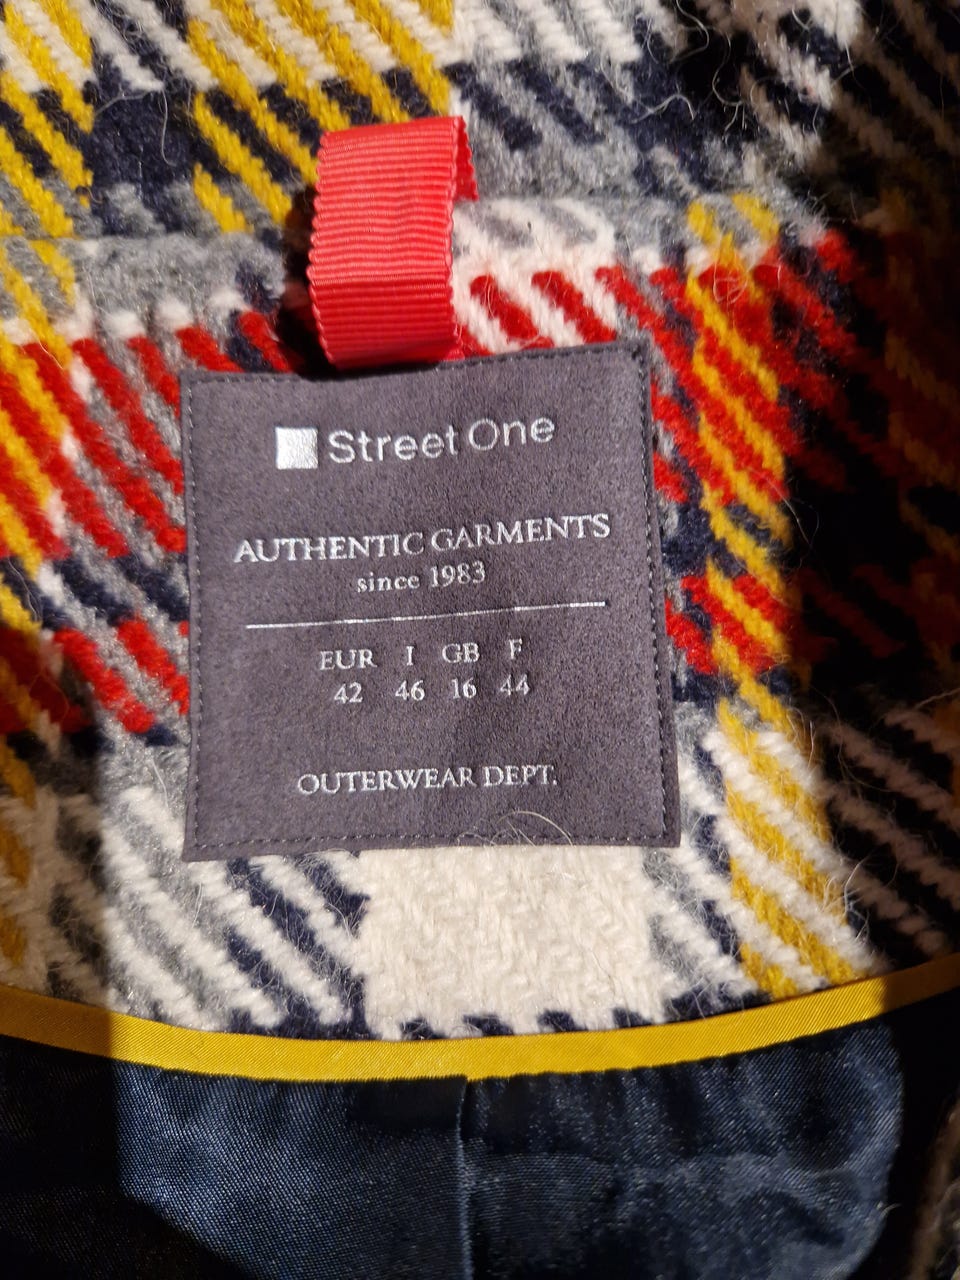 Street One
AUTHENTIC GARMENTS
since 1983
EUR I GB F
42 46 16 44
OUTERWEAR DEPT.